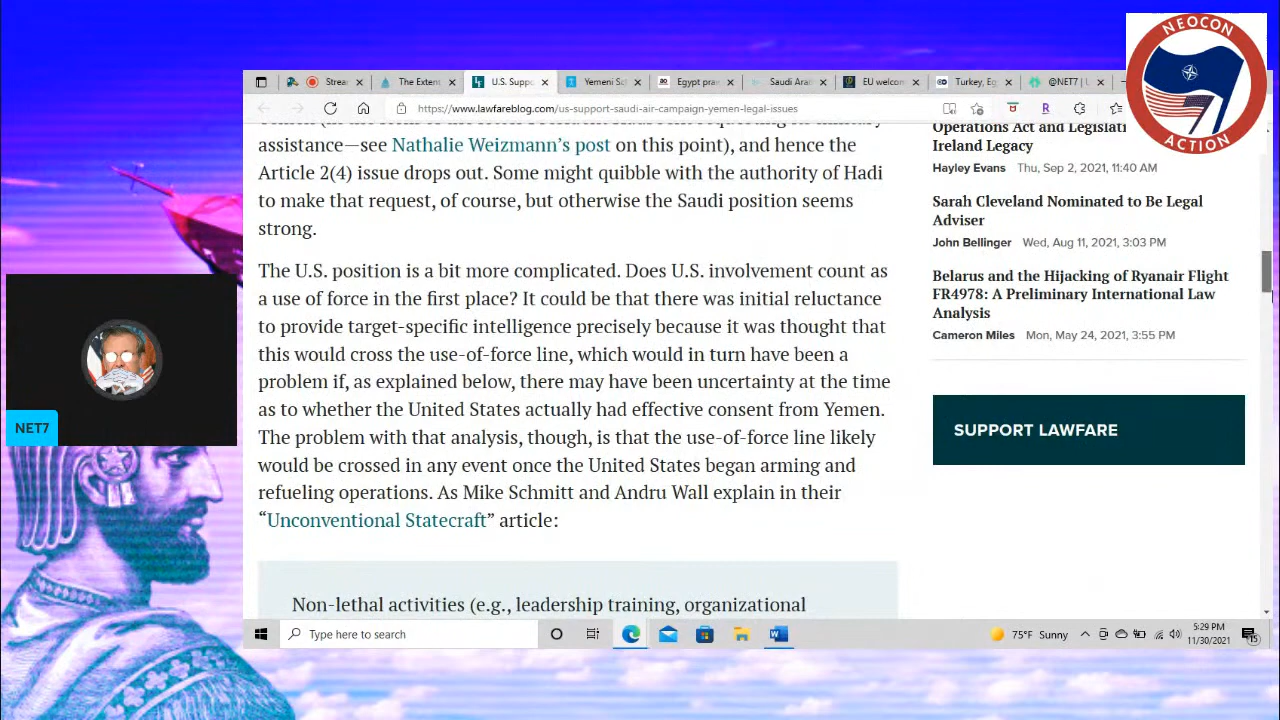 NEOCON
ACTION
Strea
The Exten
U.S. Suppo
Yemeni Sc
Egypt pra
Saudi Ara
EU welcon
Turkey, Eg
@NET7 | L
https://www.lawfareblog.com/us-support-saudi-air-campaign-yemen-legal-issues
assistance—see Nathalie Weizmann's post on this point), and hence the
Article 2(4) issue drops out. Some might quibble with the authority of Hadi
to make that request, of course, but otherwise the Saudi position seems
strong.
The U.S. position is a bit more complicated. Does U.S. involvement count as
a use of force in the first place? It could be that there was initial reluctance
to provide target-specific intelligence precisely because it was thought that
this would cross the use-of-force line, which would in turn have been a
problem if, as explained below, there may have been uncertainty at the time
as to whether the United States actually had effective consent from Yemen.
The problem with that analysis, though, is that the use-of-force line likely
would be crossed in any event once the United States began arming and
refueling operations. As Mike Schmitt and Andru Wall explain in their
“Unconventional Statecraft” article:
Non-lethal activities (e.g., leadership training, organizational
Operations Act and Legislati
Ireland Legacy
Hayley Evans Thu, Sep 2, 2021, 11:40 AM
Sarah Cleveland Nominated to Be Legal
Adviser
John Bellinger Wed, Aug 11, 2021, 3:03 PM
Belarus and the Hijacking of Ryanair Flight
FR4978: A Preliminary International Law
Analysis
Cameron Miles Mon, May 24, 2021, 3:55 PM
SUPPORT LAWFARE
NET7
Type here to search
75°F Sunny
5:29 PM
11/30/2021
15